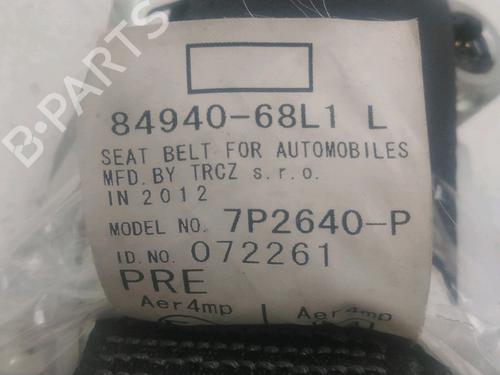 B-PARTS
84940-68L1 L
SEAT BELT FOR AUTOMOBILES
MFD. BY TRCZ s.r.o.
IN 2012
MODEL NO. 7P2640-P
ID. NO. 072261
PRE
Aer4mp Aer4mp